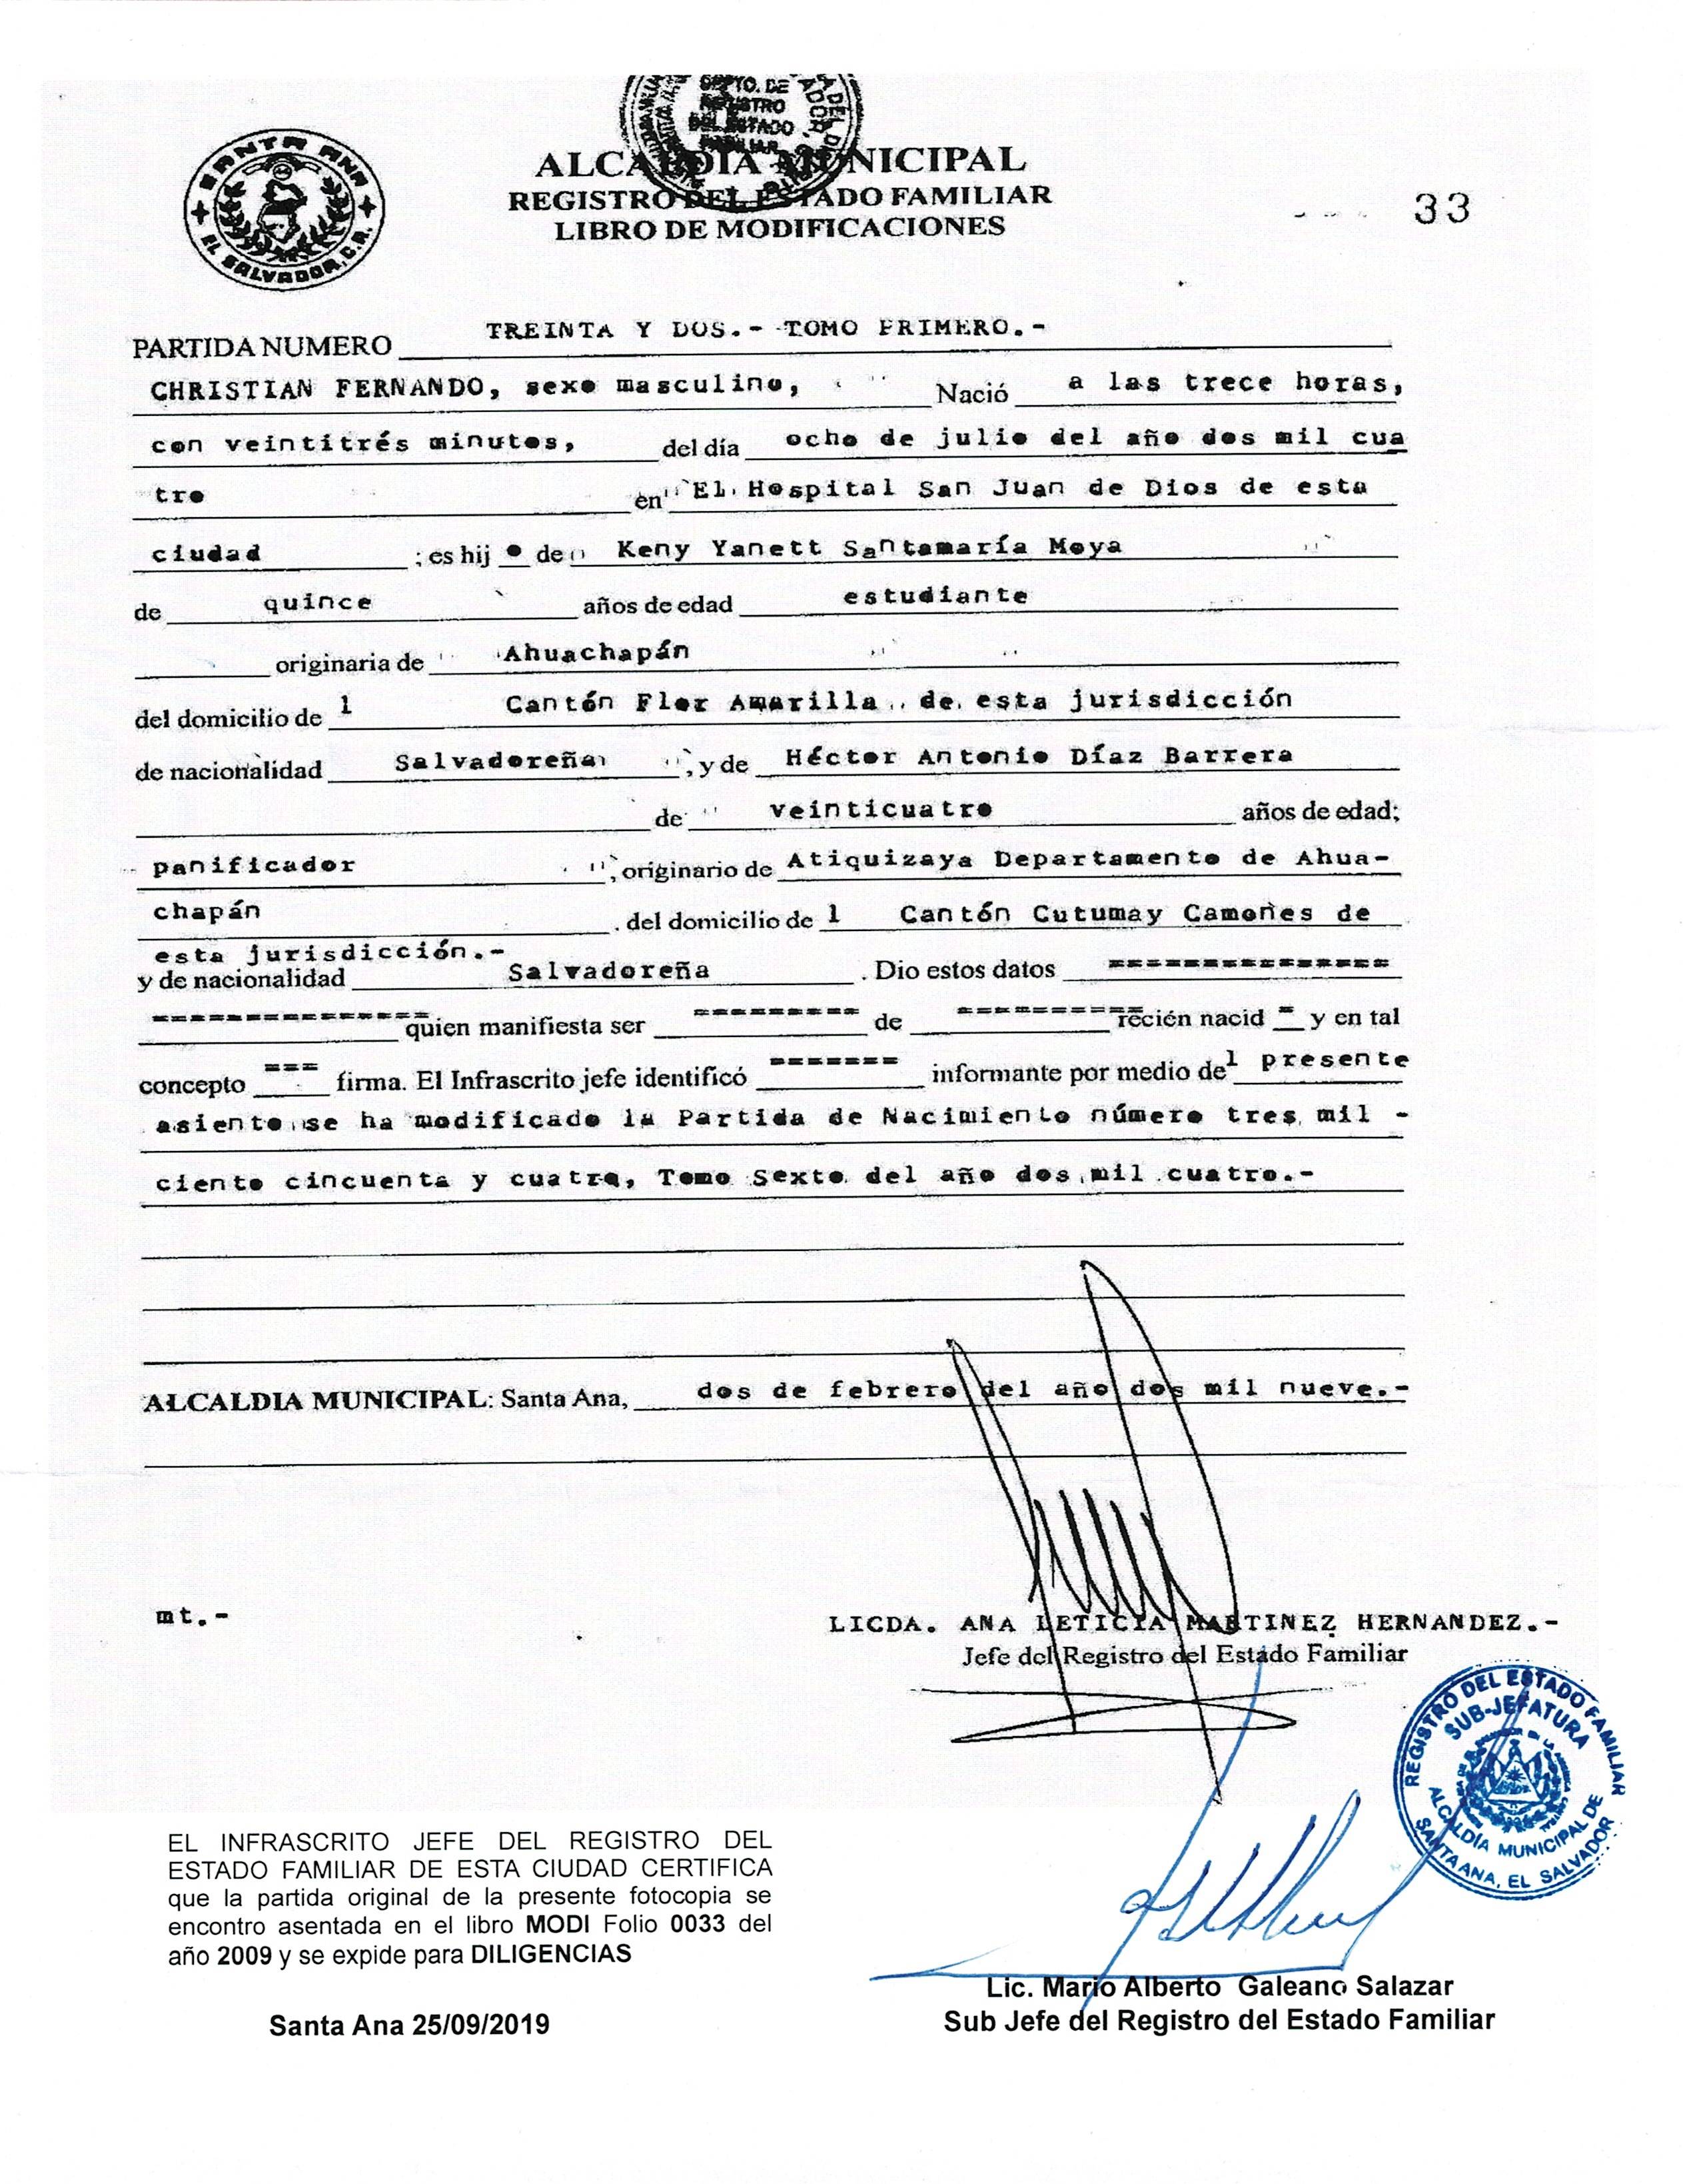 SANTA ANA
EL SALVADOR, C.A.
DEPTO. DE
REGISTRO
DEL ESTADO
FAMILIAR
ALCALDIA MUNICIPAL
REGISTRO DEL ESTADO FAMILIAR
LIBRO DE MODIFICACIONES
33
PARTIDA NUMERO TREINTA Y DOS.- TOMO PRIMERO.-
CHRISTIAN FERNANDO, sexo masculino, Nació a las trece horas,
con veintitrés minutos, del día ocho de julio del año dos mil cua
tro en El Hospital San Juan de Dios de esta
ciudad ; es hij o de Keny Yanett Santamaría Moya
de quince años de edad estudiante
originaria de Ahuachapán
del domicilio de l Cantón Flor Amarilla de esta jurisdicción
de nacionalidad Salvadoreña , y de Héctor Antonio Díaz Barrera
de veinticuatro años de edad;
panificador , originario de Atiquizaya Departamento de Ahua-
chapán . del domicilio de l Cantón Cutumay Camones de
esta jurisdicción.-
y de nacionalidad Salvadoreña . Dio estos datos ===============
=============== quien manifiesta ser ========= de ========== recién nacid = y en tal
concepto === firma. El Infrascrito jefe identificó ======= informante por medio del presente
asiento se ha modificado la Partida de Nacimiento número tres mil -
ciento cincuenta y cuatro, Tomo Sexto del año dos mil cuatro.-
ALCALDIA MUNICIPAL: Santa Ana, dos de febrero del año dos mil nueve.-
mt.-
LICDA. ANA LETICIA MARTINEZ HERNANDEZ.-
Jefe del Registro del Estado Familiar
REGISTRO DEL ESTADO FAMILIAR
SUB-JEFATURA
ALCALDÍA MUNICIPAL DE
SANTA ANA, EL SALVADOR
EL INFRASCRITO JEFE DEL REGISTRO DEL
ESTADO FAMILIAR DE ESTA CIUDAD CERTIFICA
que la partida original de la presente fotocopia se
encontro asentada en el libro MODI Folio 0033 del
año 2009 y se expide para DILIGENCIAS
Santa Ana 25/09/2019
Lic. Mario Alberto Galeano Salazar
Sub Jefe del Registro del Estado Familiar